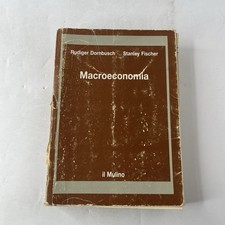 Rudiger Dornbusch Stanley Fischer
Macroeconomia
il Mulino